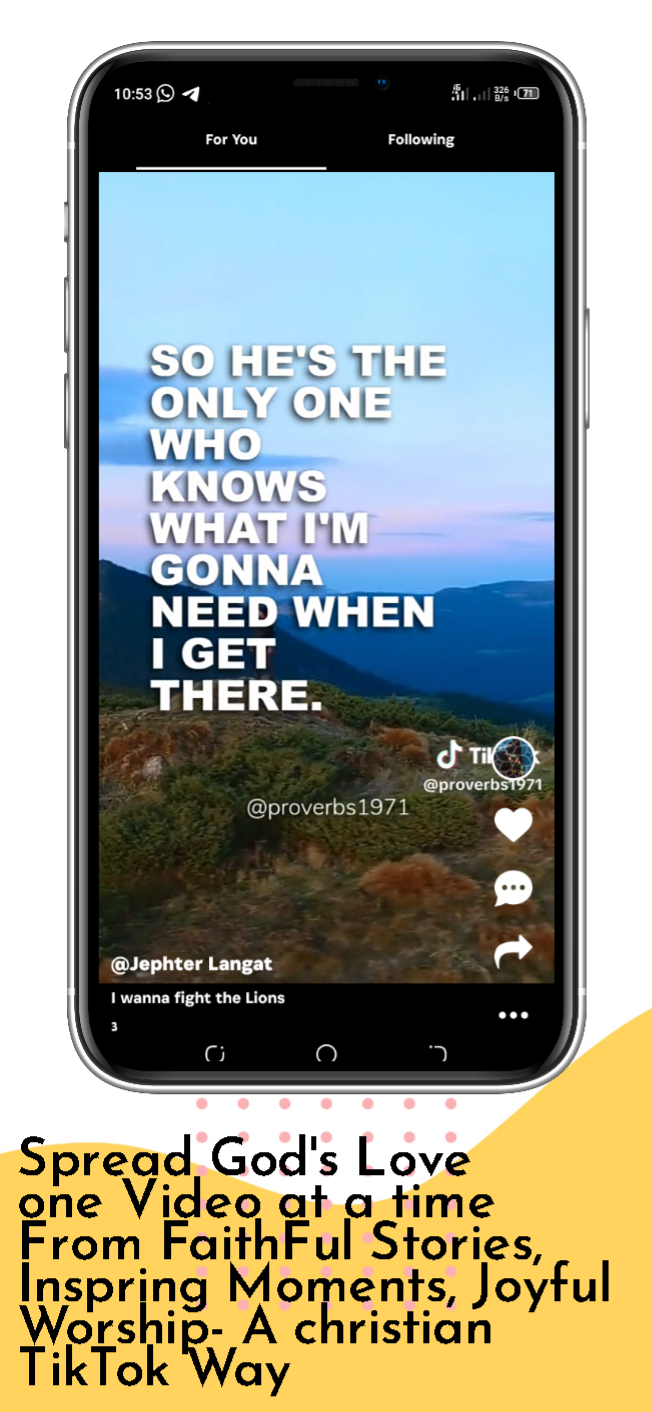 10:53
326
B/s
71
For You
Following
SO HE'S THE
ONLY ONE
WHO
KNOWS
WHAT I'M
GONNA
NEED WHEN
I GET
THERE.
@proverbs1971
@proverbs1971
@Jephter Langat
I wanna fight the Lions
3
Spread God's Love
one Video at a time
From FaithFul Stories,
Inspring Moments, Joyful
Worship- A christian
TikTok Way